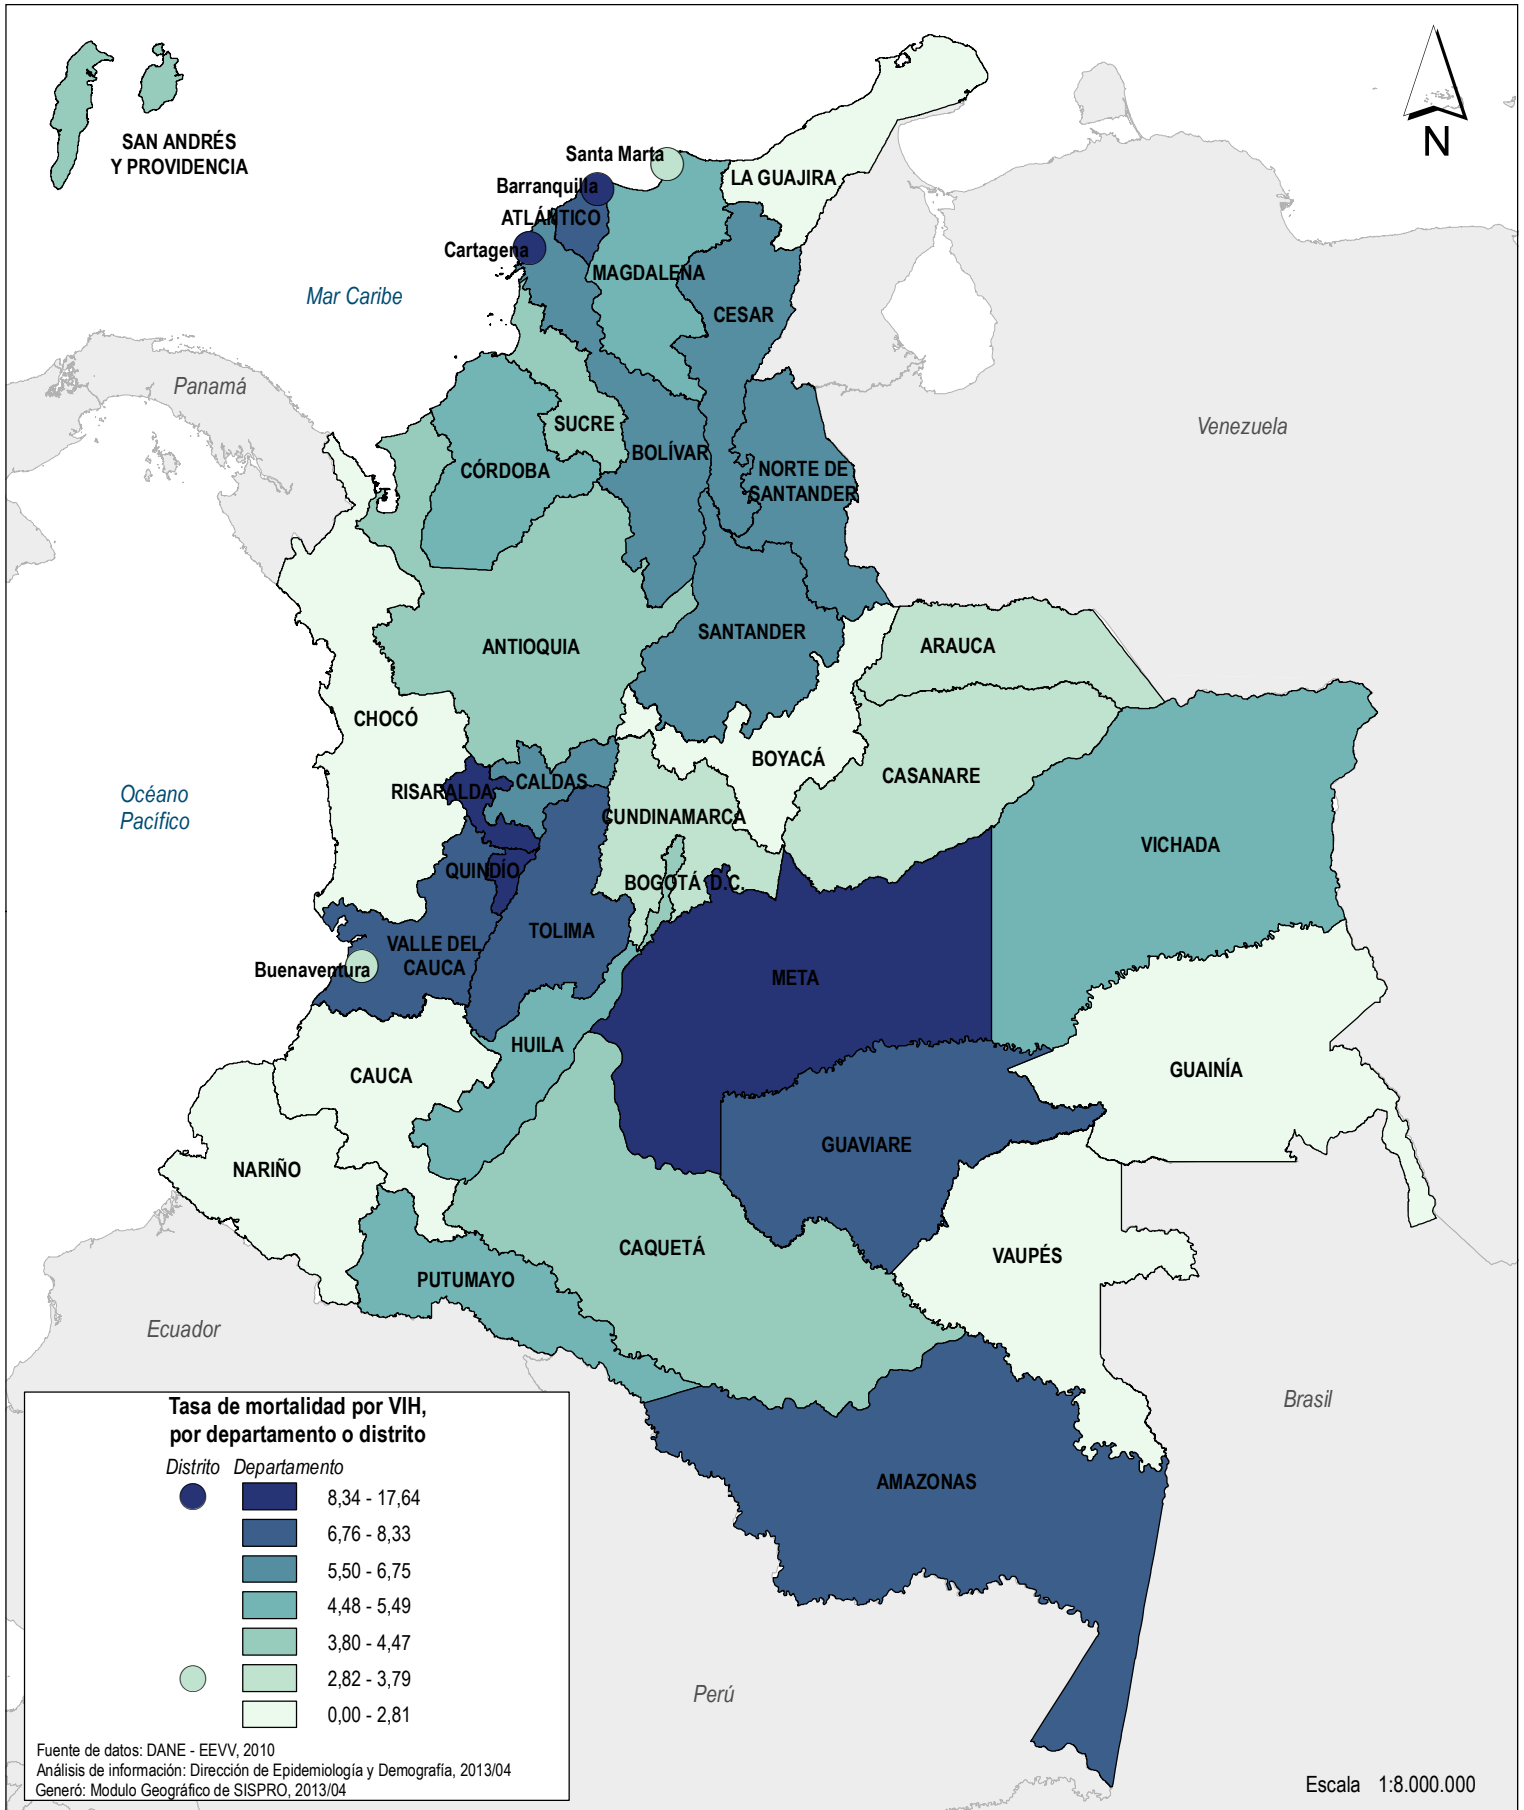 N
SAN ANDRÉS
Y PROVIDENCIA
Santa Marta
LA GUAJIRA
Barranquilla
ATLÁNTICO
Cartagena
MAGDALENA
Mar Caribe
CESAR
Panamá
SUCRE
Venezuela
BOLÍVAR
CÓRDOBA
NORTE DE
SANTANDER
SANTANDER
ANTIOQUIA
ARAUCA
CHOCÓ
BOYACÁ
CASANARE
RISARALDA
CALDAS
Océano
Pacífico
CUNDINAMARCA
VICHADA
QUINDÍO
BOGOTÁ D.C.
TOLIMA
VALLE DEL
CAUCA
Buenaventura
META
HUILA
GUAINÍA
CAUCA
GUAVIARE
NARIÑO
CAQUETÁ
VAUPÉS
PUTUMAYO
Ecuador
Brasil
AMAZONAS
Perú
Tasa de mortalidad por VIH,
por departamento o distrito
Distrito Departamento
8,34 - 17,64
6,76 - 8,33
5,50 - 6,75
4,48 - 5,49
3,80 - 4,47
2,82 - 3,79
0,00 - 2,81
Fuente de datos: DANE - EEVV, 2010
Análisis de información: Dirección de Epidemiología y Demografía, 2013/04
Generó: Modulo Geográfico de SISPRO, 2013/04
Escala 1:8.000.000